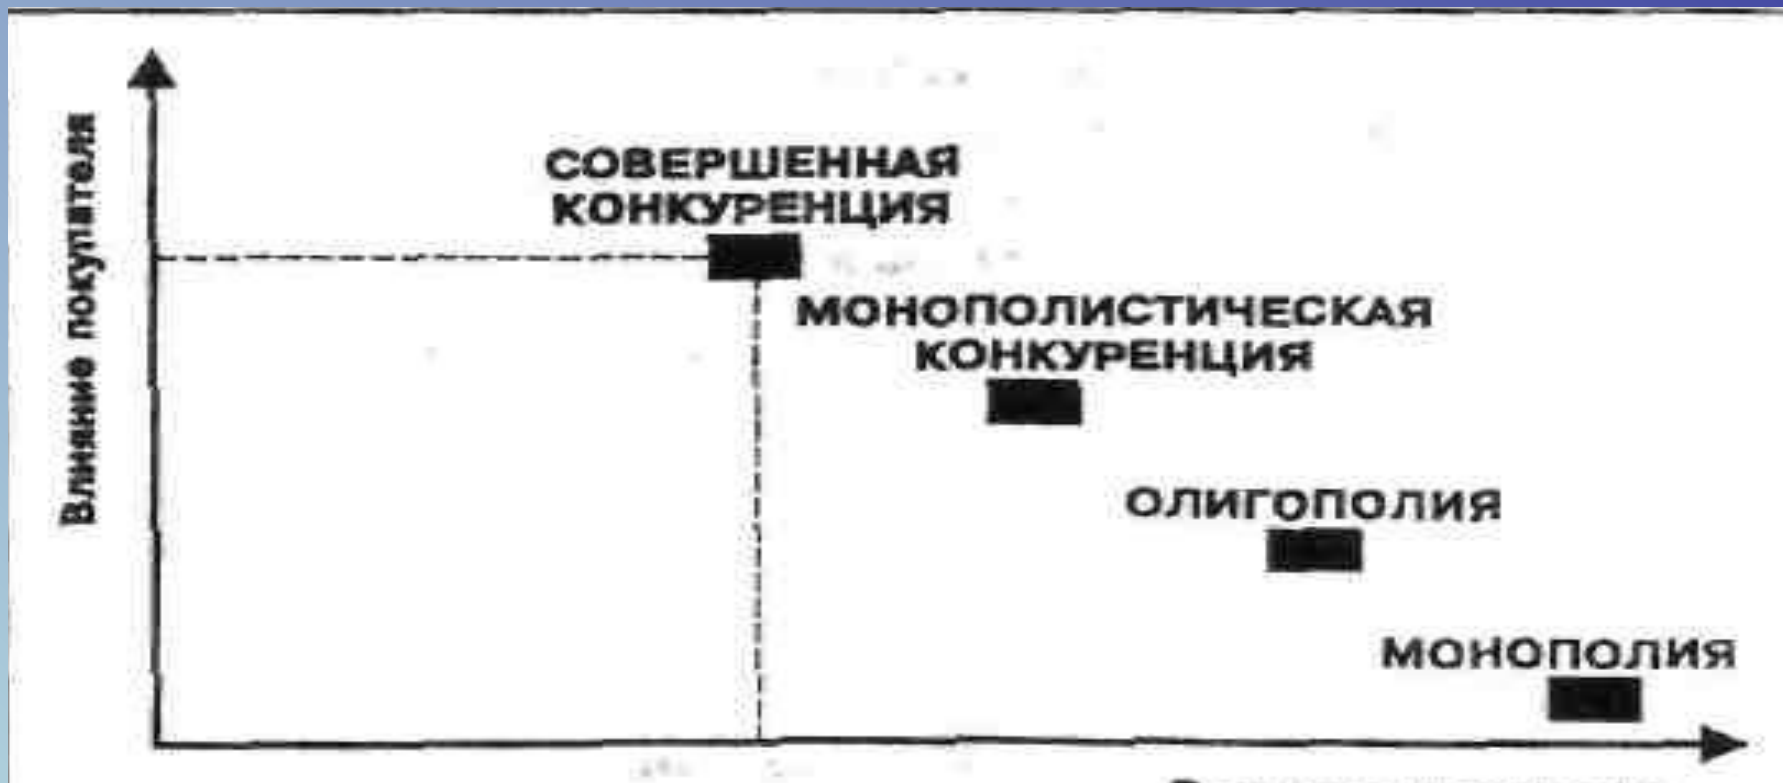 Влияние покупателя
СОВЕРШЕННАЯ
КОНКУРЕНЦИЯ
МОНОПОЛИСТИЧЕСКАЯ
КОНКУРЕНЦИЯ
ОЛИГОПОЛИЯ
МОНОПОЛИЯ